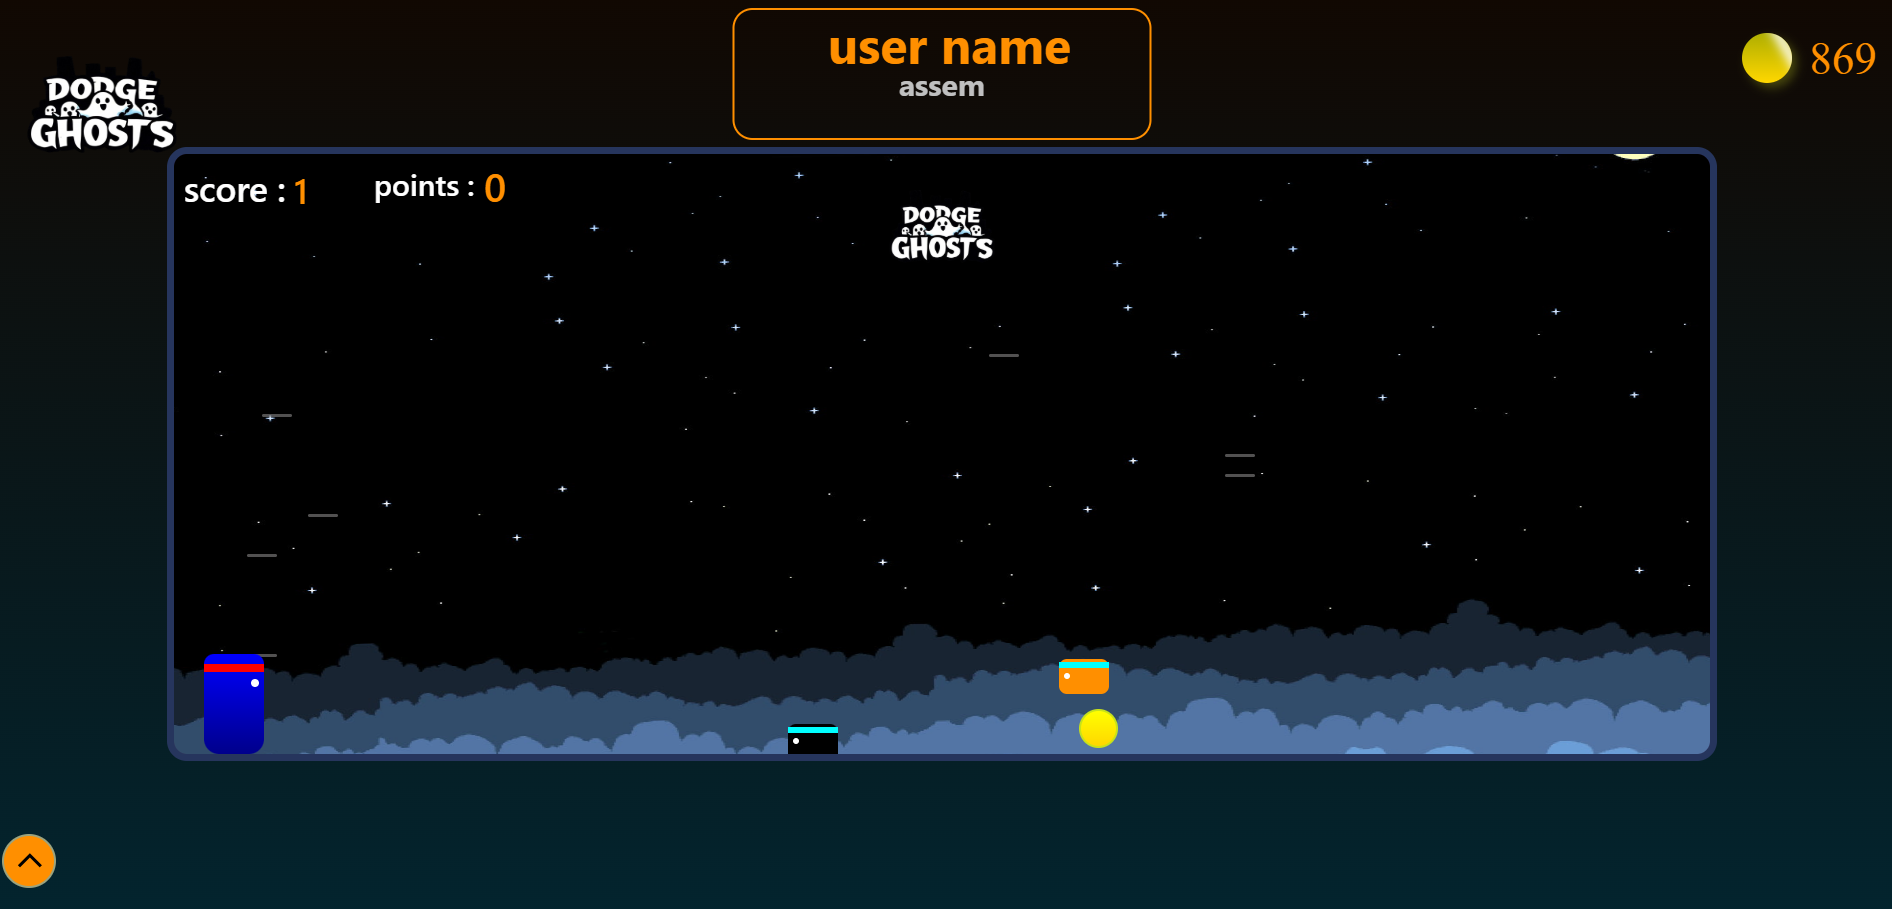 user name
assem
869
DODGE
GHOSTS
score : 1
points : 0
DODGE
GHOSTS